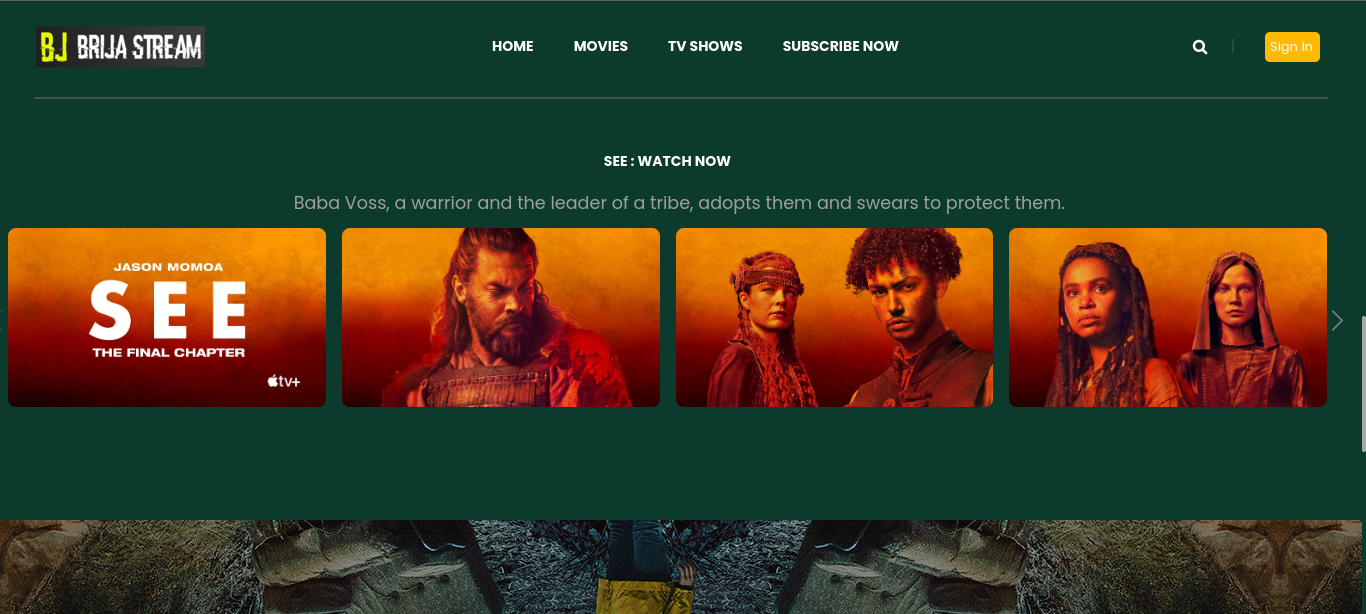 BJ BRIJA STREAM
HOME
MOVIES
TV SHOWS
SUBSCRIBE NOW
Sign In
SEE : WATCH NOW
Baba Voss, a warrior and the leader of a tribe, adopts them and swears to protect them.
JASON MOMOA
SEE
THE FINAL CHAPTER
tv+